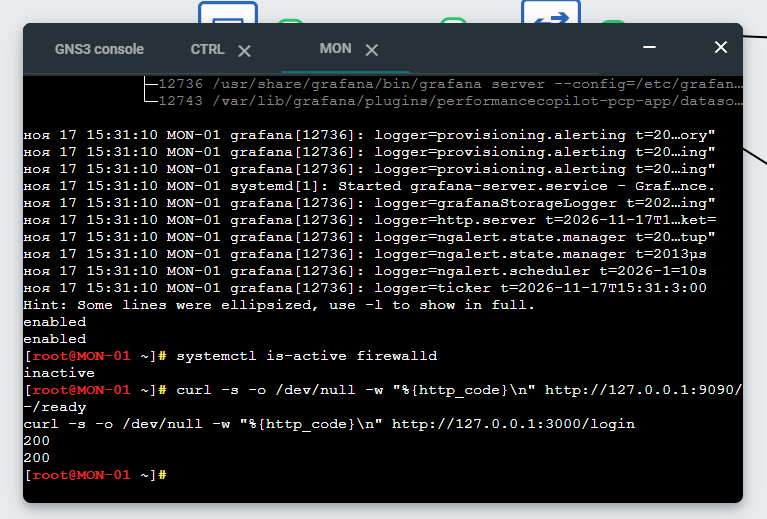 GNS3 console CTRL MON
├─12736 /usr/share/grafana/bin/grafana server --config=/etc/grafan…
└─12743 /var/lib/grafana/plugins/performancecopilot-pcp-app/dataso…
ноя 17 15:31:10 MON-01 grafana[12736]: logger=provisioning.alerting t=20…ory"
ноя 17 15:31:10 MON-01 grafana[12736]: logger=provisioning.alerting t=20…ing"
ноя 17 15:31:10 MON-01 grafana[12736]: logger=provisioning.alerting t=20…ing"
ноя 17 15:31:10 MON-01 systemd[1]: Started grafana-server.service - Graf…nce.
ноя 17 15:31:10 MON-01 grafana[12736]: logger=grafanaStorageLogger t=202…ing"
ноя 17 15:31:10 MON-01 grafana[12736]: logger=http.server t=2026-11-17T1…ket=
ноя 17 15:31:10 MON-01 grafana[12736]: logger=ngalert.state.manager t=20…tup"
ноя 17 15:31:10 MON-01 grafana[12736]: logger=ngalert.state.manager t=2013µs
ноя 17 15:31:10 MON-01 grafana[12736]: logger=ngalert.scheduler t=2026-1=10s
ноя 17 15:31:10 MON-01 grafana[12736]: logger=ticker t=2026-11-17T15:31:3:00
Hint: Some lines were ellipsized, use -l to show in full.
enabled
enabled
[root@MON-01 ~]# systemctl is-active firewalld
inactive
[root@MON-01 ~]# curl -s -o /dev/null -w "%{http_code}\n" http://127.0.0.1:9090/
-/ready
curl -s -o /dev/null -w "%{http_code}\n" http://127.0.0.1:3000/login
200
200
[root@MON-01 ~]#